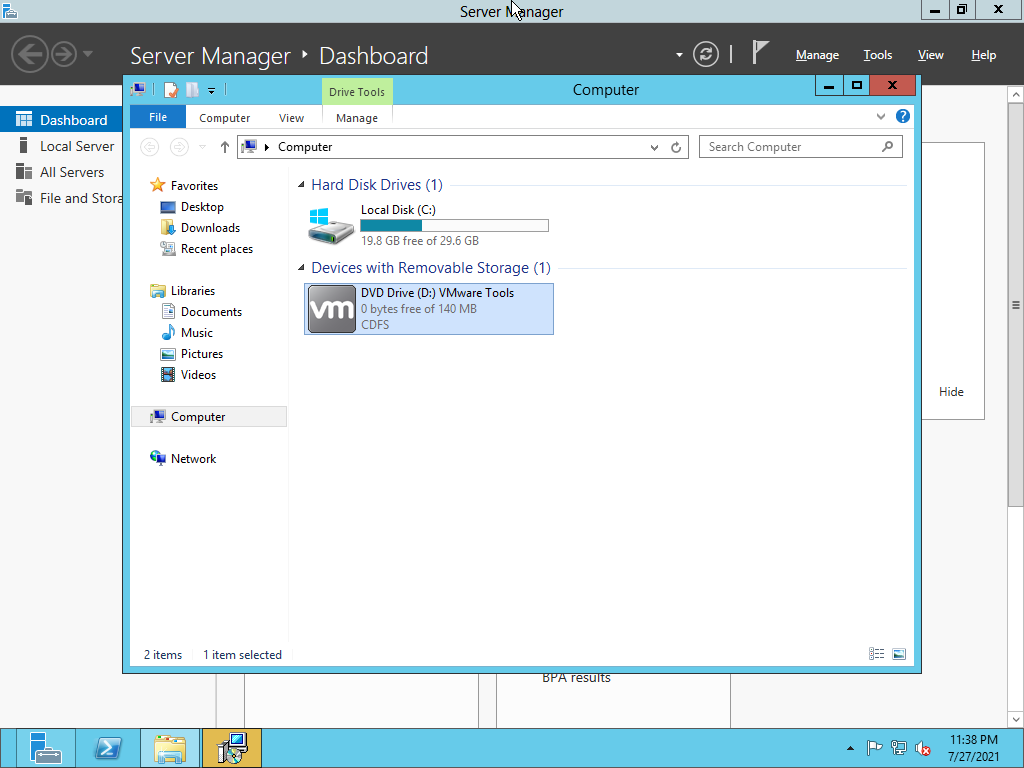 Server Manager
Server Manager
Dashboard
Manage
Tools
View
Help
Drive Tools
Computer
File
Computer
View
Manage
Computer
Search Computer
Dashboard
Local Server
All Servers
File and Stora
Favorites
Desktop
Downloads
Recent places
Libraries
Documents
Music
Pictures
Videos
Computer
Network
Hard Disk Drives (1)
Local Disk (C:)
19.8 GB free of 29.6 GB
Devices with Removable Storage (1)
vm
DVD Drive (D:) VMware Tools
0 bytes free of 140 MB
CDFS
Hide
2 items
1 item selected
BPA results
11:38 PM
7/27/2021